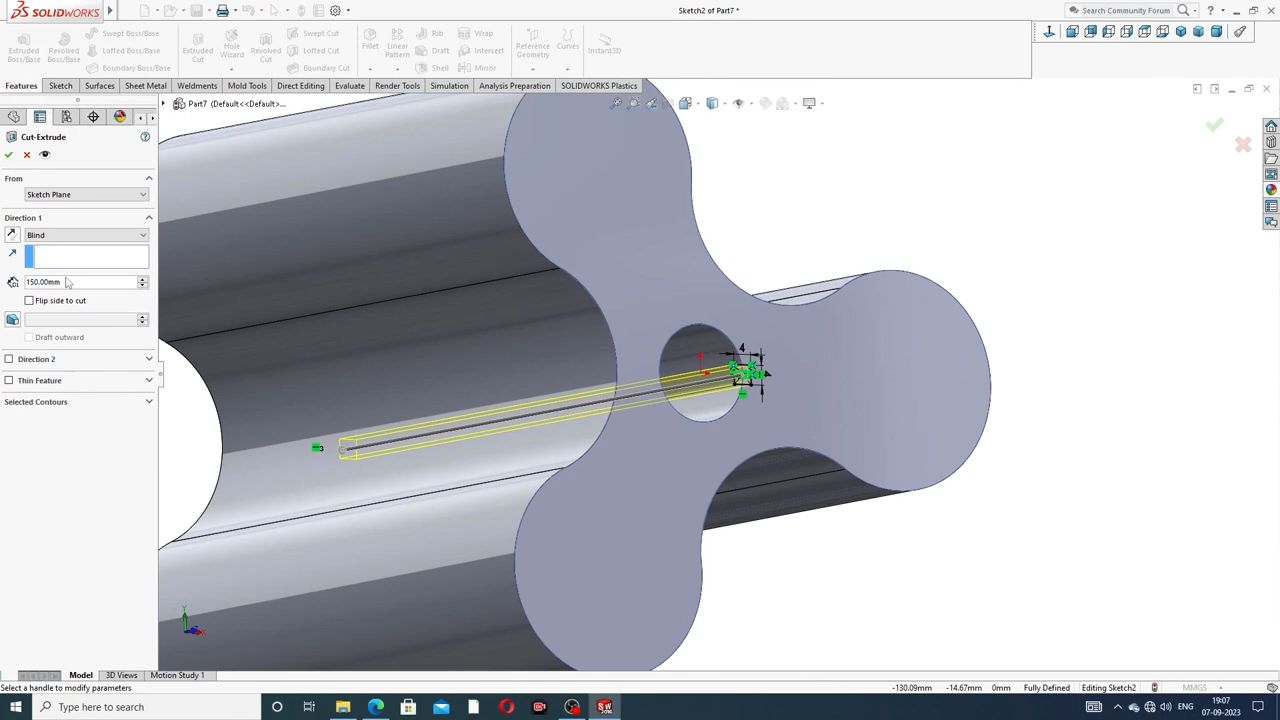 SOLIDWORKS
Sketch2 of Part7 *
Search Community Forum
Extruded Boss/Base
Revolved Boss/Base
Swept Boss/Base
Lofted Boss/Base
Boundary Boss/Base
Extruded Cut
Hole Wizard
Revolved Cut
Swept Cut
Lofted Cut
Boundary Cut
Fillet
Linear Pattern
Rib
Draft
Shell
Wrap
Intersect
Mirror
Reference Geometry
Curves
Instant3D
Features
Sketch
Surfaces
Sheet Metal
Weldments
Mold Tools
Direct Editing
Evaluate
Render Tools
Simulation
Analysis Preparation
SOLIDWORKS Plastics
Part7 (Default<<Default>...
Cut-Extrude
From
Sketch Plane
Direction 1
Blind
150.00mm
Flip side to cut
Draft outward
Direction 2
Thin Feature
Selected Contours
4
3
Y
Model
3D Views
Motion Study 1
Select a handle to modify parameters
-130.09mm
-14.67mm
0mm
Fully Defined
Editing Sketch2
MMGS
Type here to search
ENG
19:07
07-09-2023